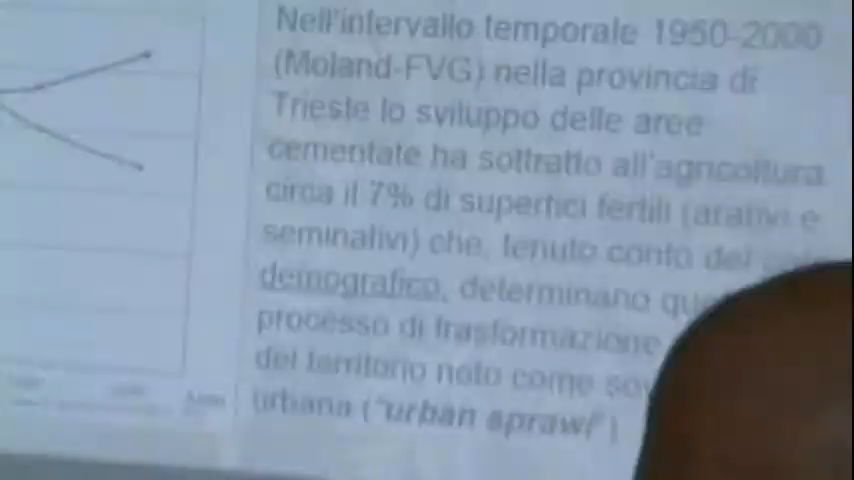 Nell'intervallo temporale 1950-2000
(Moland-FVG) nella provincia di
Trieste lo sviluppo delle aree
cementate ha sottratto all'agricoltura
circa il 7% di superfici fertili (arativi e
seminativi) che, tenuto conto del
demografico, determinano
processo di trasformazione
del territorio noto come
urbana ("urban sprawl")